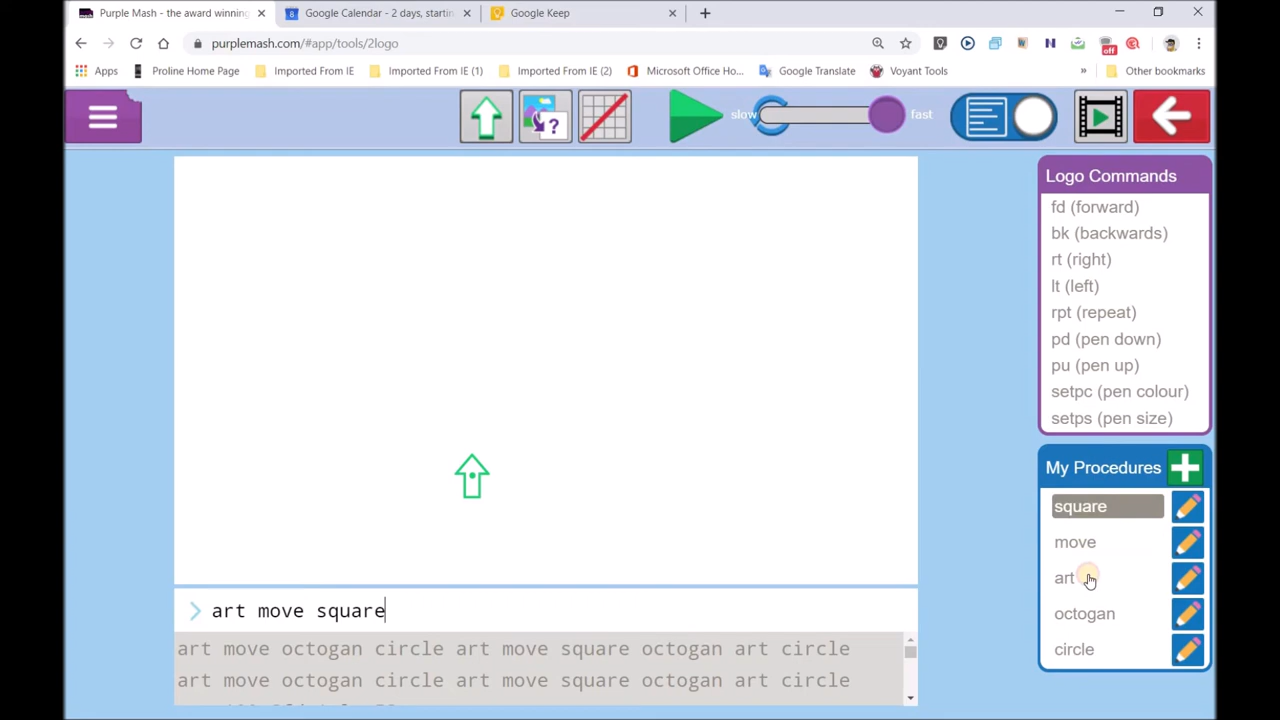 Purple Mash - the award winning
Google Calendar - 2 days, startin
Google Keep
purplemash.com/#app/tools/2logo
off
Apps
Proline Home Page
Imported From IE
Imported From IE (1)
Imported From IE (2)
Microsoft Office Ho...
Google Translate
Voyant Tools
»
Other bookmarks
slow
fast
Logo Commands
fd (forward)
bk (backwards)
rt (right)
lt (left)
rpt (repeat)
pd (pen down)
pu (pen up)
setpc (pen colour)
setps (pen size)
My Procedures
square
move
art
octogan
circle
art move square
art move octogan circle art move square octogan art circle
art move octogan circle art move square octogan art circle